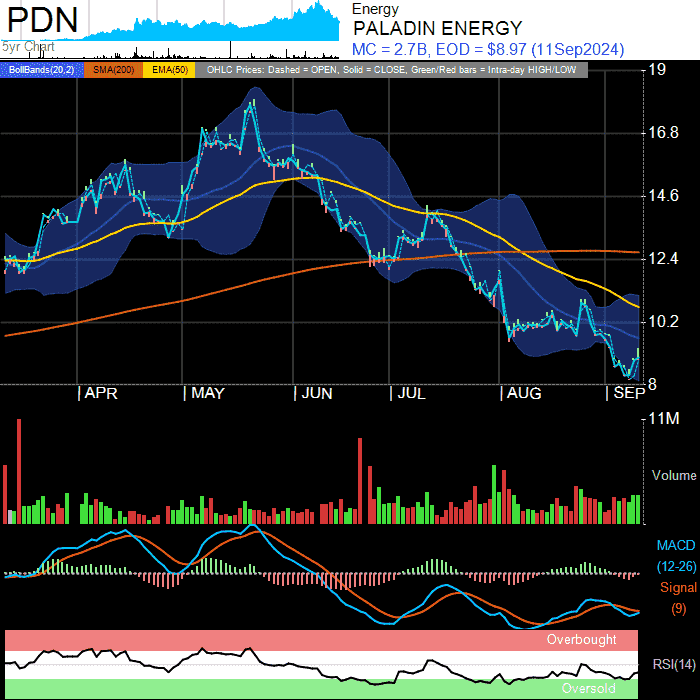 PDN
5yr Chart
Energy
PALADIN ENERGY
MC = 2.7B, EOD = $8.97 (11Sep2024)
BollBands(20,2) SMA(200) EMA(50) OHLC Prices: Dashed = OPEN, Solid = CLOSE, Green/Red bars = Intra-day HIGH/LOW
19
16.8
14.6
12.4
10.2
8
APR MAY JUN JUL AUG SEP
11M
Volume
MACD
(12-26)
Signal
(9)
Overbought
RSI(14)
Oversold